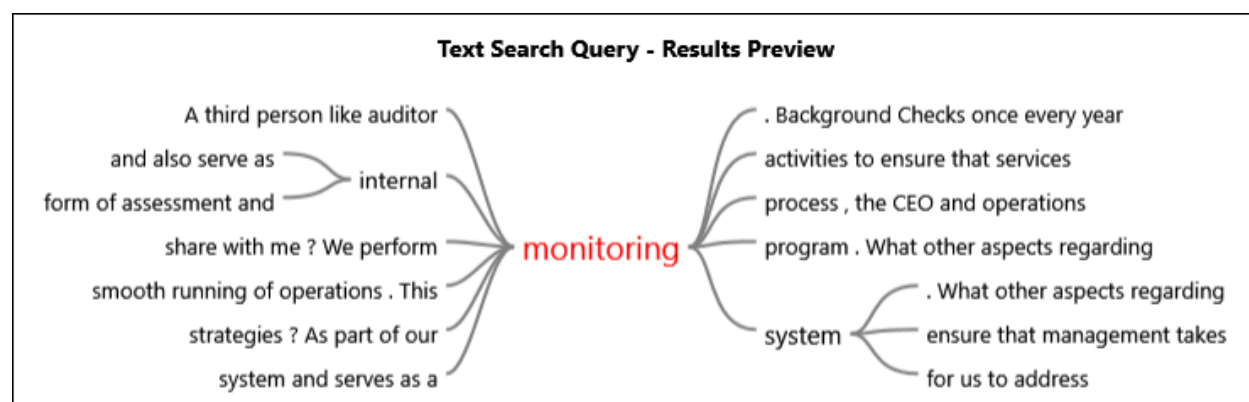 Text Search Query - Results Preview
A third person like auditor
and also serve as
form of assessment and
internal
share with me ? We perform
smooth running of operations . This
strategies ? As part of our
system and serves as a
monitoring
. Background Checks once every year
activities to ensure that services
process , the CEO and operations
program . What other aspects regarding
system
. What other aspects regarding
ensure that management takes
for us to address